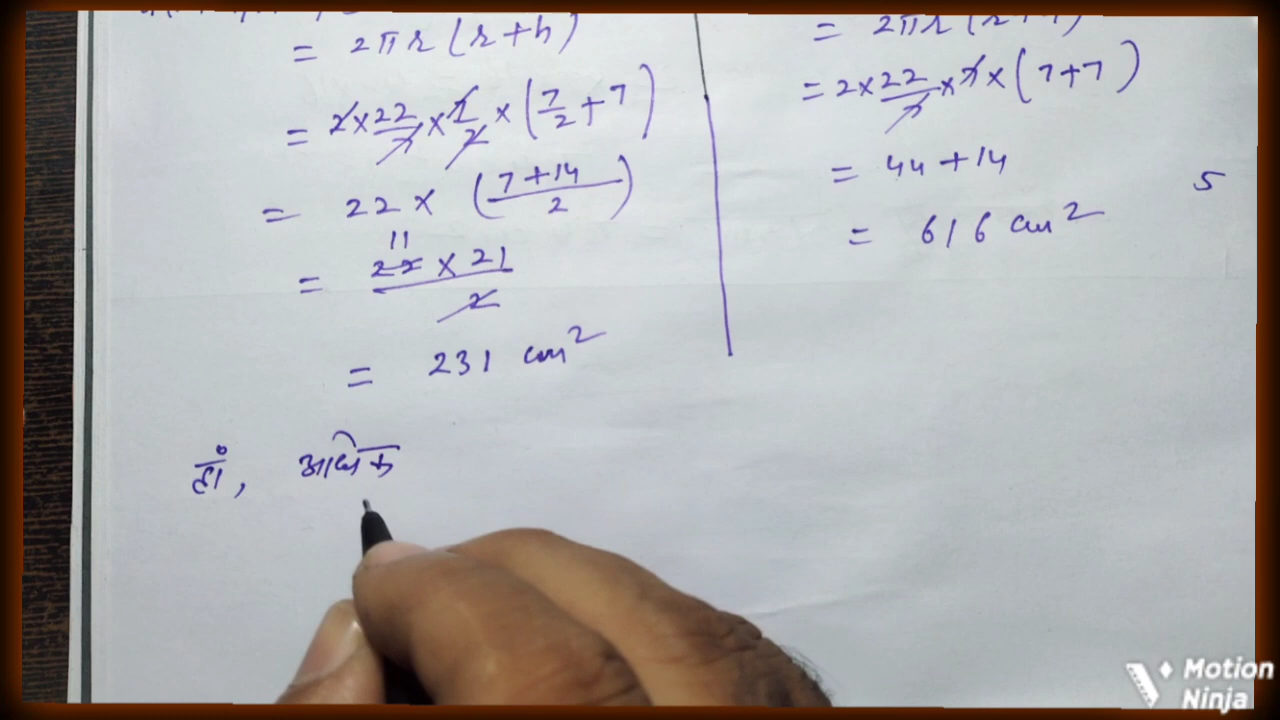 = 2πr (r+h)
= 2 × 22/7 × 7/2 × (7/2 + 7)
= 22 × (7+14/2)
11
= 22 × 21/2
= 231 cm²
= 2πr (r+h)
= 2 × 22/7 × 7 × (7+7)
= 44 + 14
= 616 cm²
5
हां, अधिक
Motion
Ninja